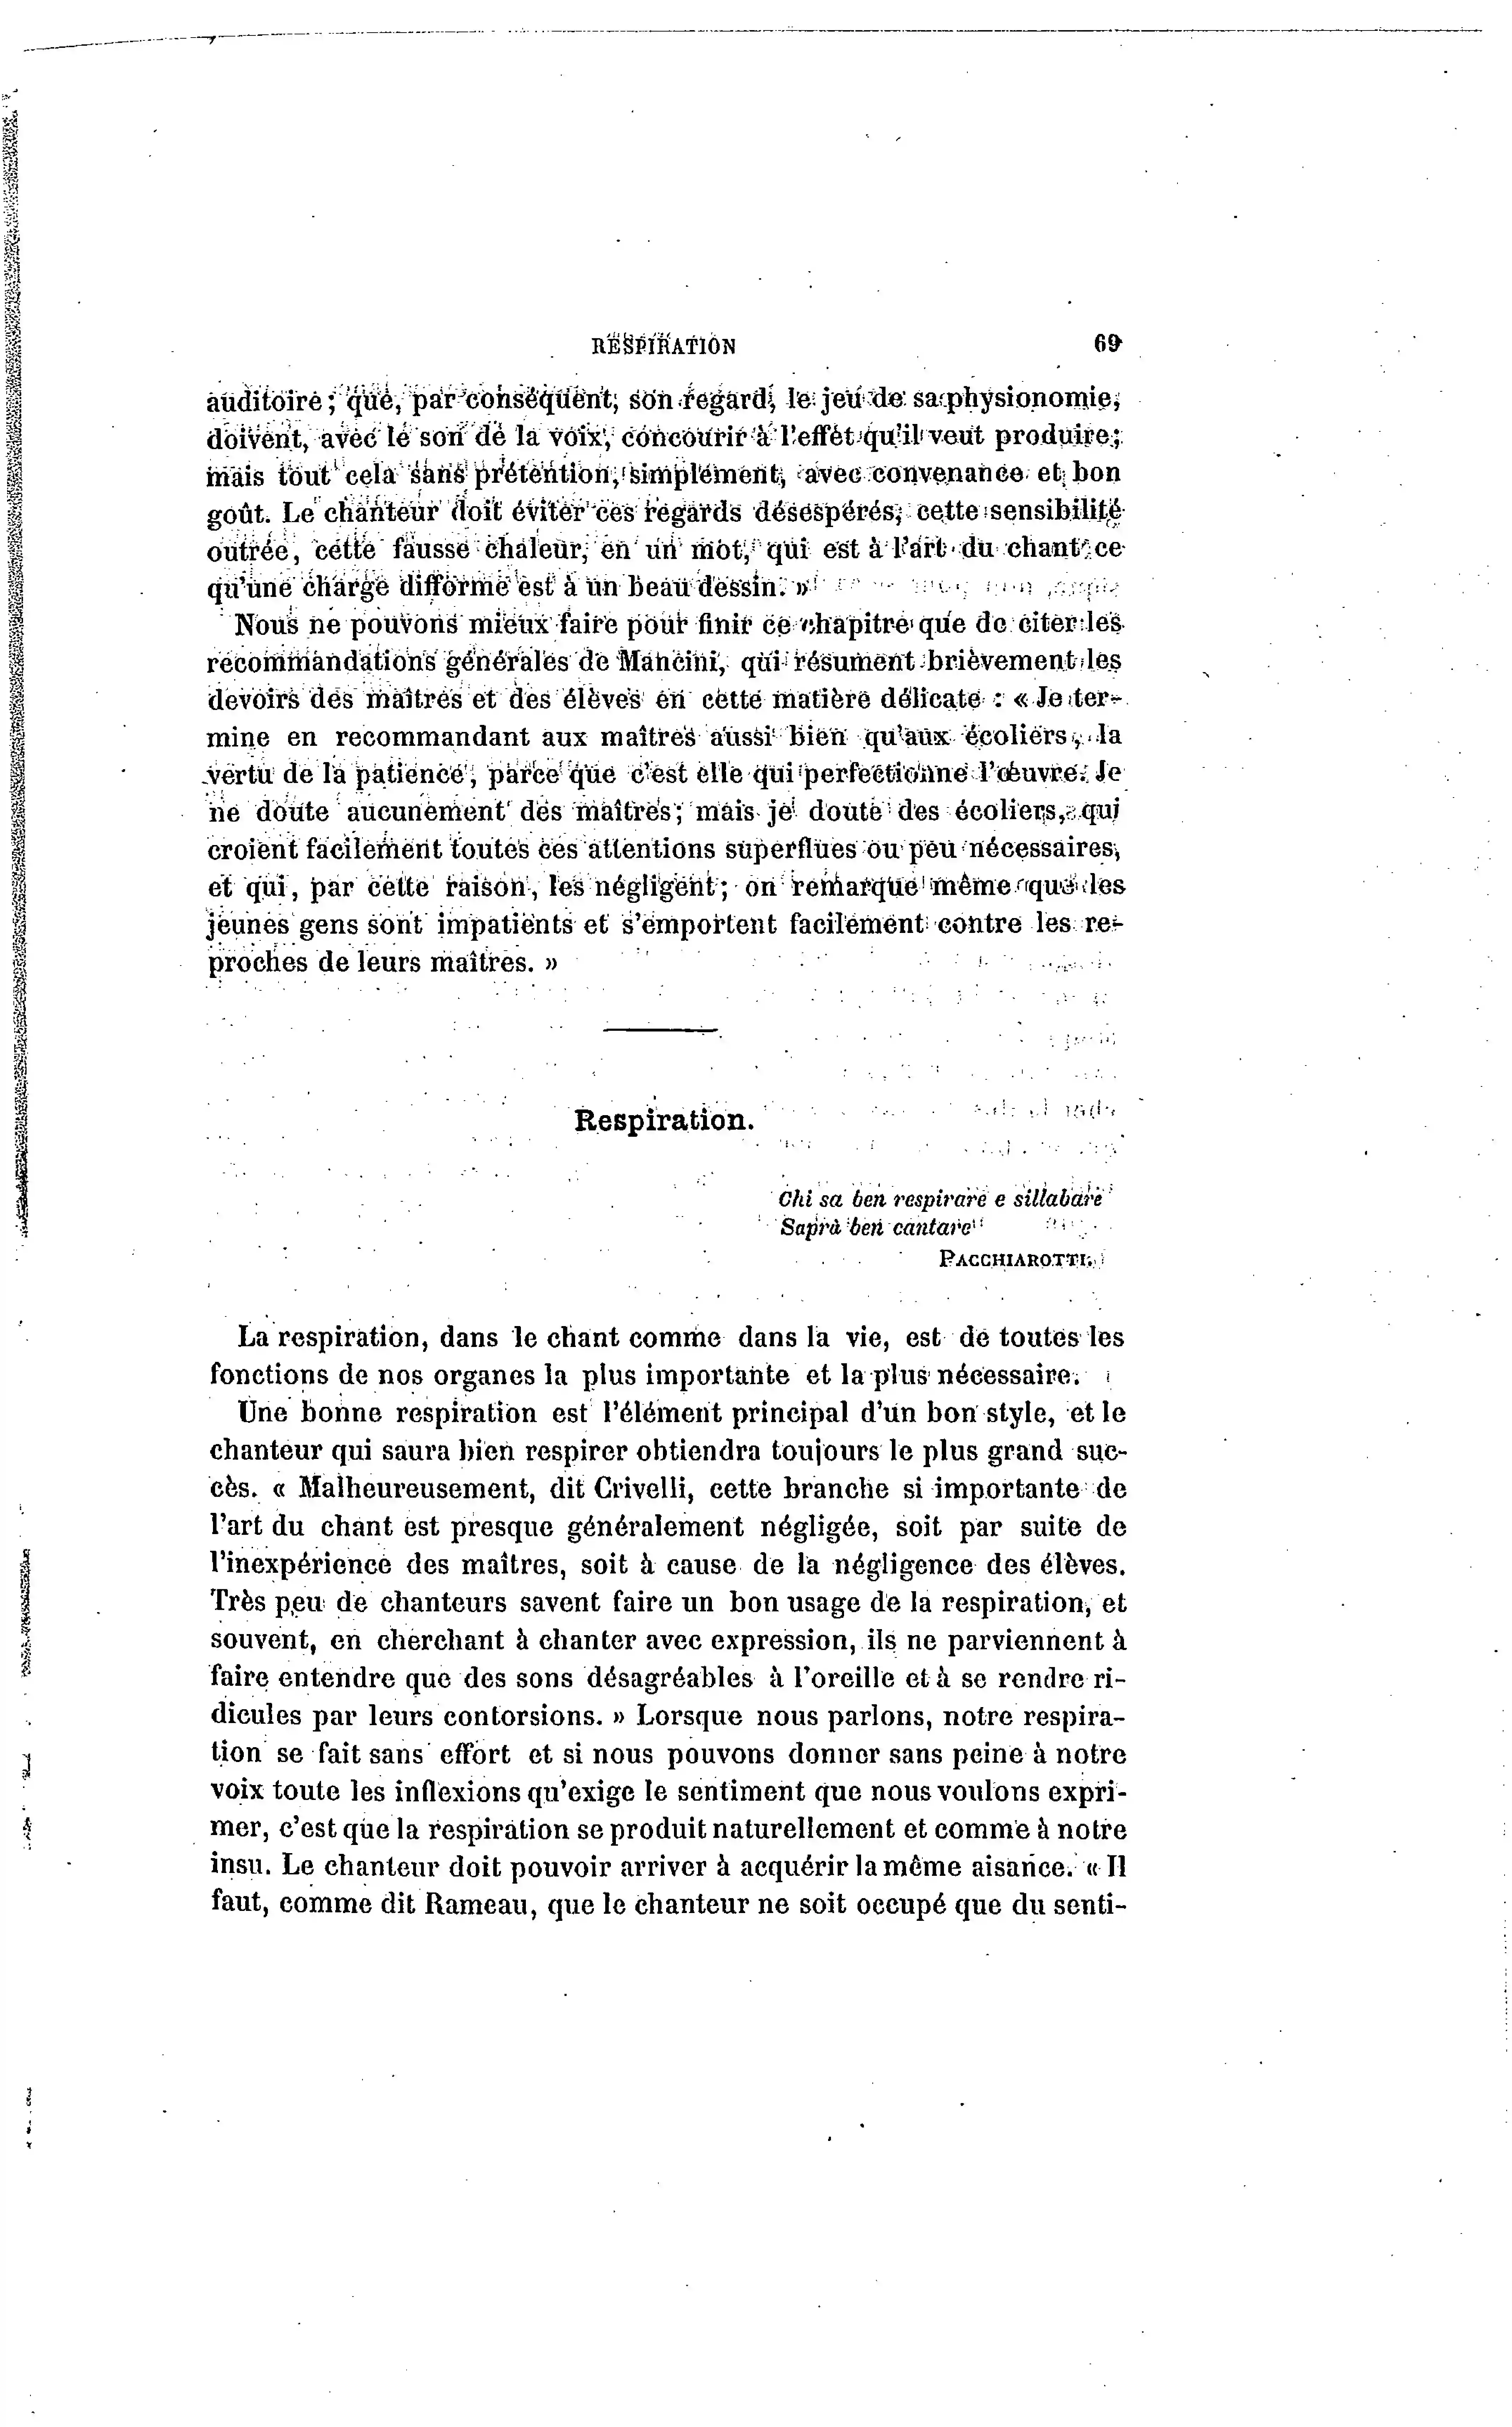 RESPIRATION 69
auditoire; que, par conséquent, son regard, le jeu de sa physionomie,
doivent, avec le son de la voix, concourir à l'effet qu'il veut produire;
mais tout cela sans prétention, simplement, avec convenance et bon
goût. Le chanteur doit éviter ces regards désespérés, cette sensibilité
outrée, cette fausse chaleur, en un mot, qui est à l'art du chant ce
qu'une charge difforme est à un beau dessin. »
Nous ne pouvons mieux faire pour finir ce chapitre que de citer les
recommandations générales de Mancini, qui résument brièvement les
devoirs des maîtres et des élèves en cette matière délicate : « Je ter-
mine en recommandant aux maîtres aussi bien qu'aux écoliers, la
vertu de la patience, parce que c'est elle qui perfectionne l'œuvre. Je
ne doute aucunement des maîtres; mais je doute des écoliers, qui
croient facilement toutes ces attentions superflues ou peu nécessaires,
et qui, par cette raison, les négligent; on remarque même que les
jeunes gens sont impatients et s'emportent facilement contre les re-
proches de leurs maîtres. »
Respiration.
Chi sa ben respirare e sillabare
Saprà ben cantare
PACCHIAROTTI.
La respiration, dans le chant comme dans la vie, est de toutes les
fonctions de nos organes la plus importante et la plus nécessaire.
Une bonne respiration est l'élément principal d'un bon style, et le
chanteur qui saura bien respirer obtiendra toujours le plus grand suc-
cès. « Malheureusement, dit Crivelli, cette branche si importante de
l'art du chant est presque généralement négligée, soit par suite de
l'inexpérience des maîtres, soit à cause de la négligence des élèves.
Très peu de chanteurs savent faire un bon usage de la respiration, et
souvent, en cherchant à chanter avec expression, ils ne parviennent à
faire entendre que des sons désagréables à l'oreille et à se rendre ri-
dicules par leurs contorsions. » Lorsque nous parlons, notre respira-
tion se fait sans effort et si nous pouvons donner sans peine à notre
voix toute les inflexions qu'exige le sentiment que nous voulons expri-
mer, c'est que la respiration se produit naturellement et comme à notre
insu. Le chanteur doit pouvoir arriver à acquérir la même aisance. « Il
faut, comme dit Rameau, que le chanteur ne soit occupé que du senti-